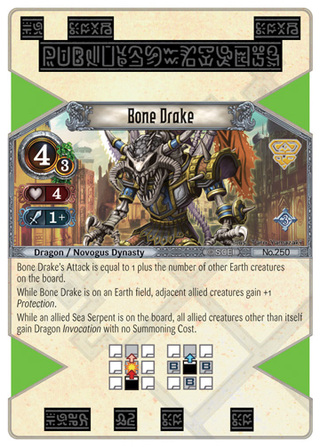 Bone Drake
4
3
4
1+
Dragon / Novogus Dynasty No.250
Bone Drake's Attack is equal to 1 plus the number of other Earth creatures
on the board.
While Bone Drake is on an Earth field, adjacent allied creatures gain +1
Protection.
While an allied Sea Serpent is on the board, all allied creatures other than itself
gain Dragon Invocation with no Summoning Cost.